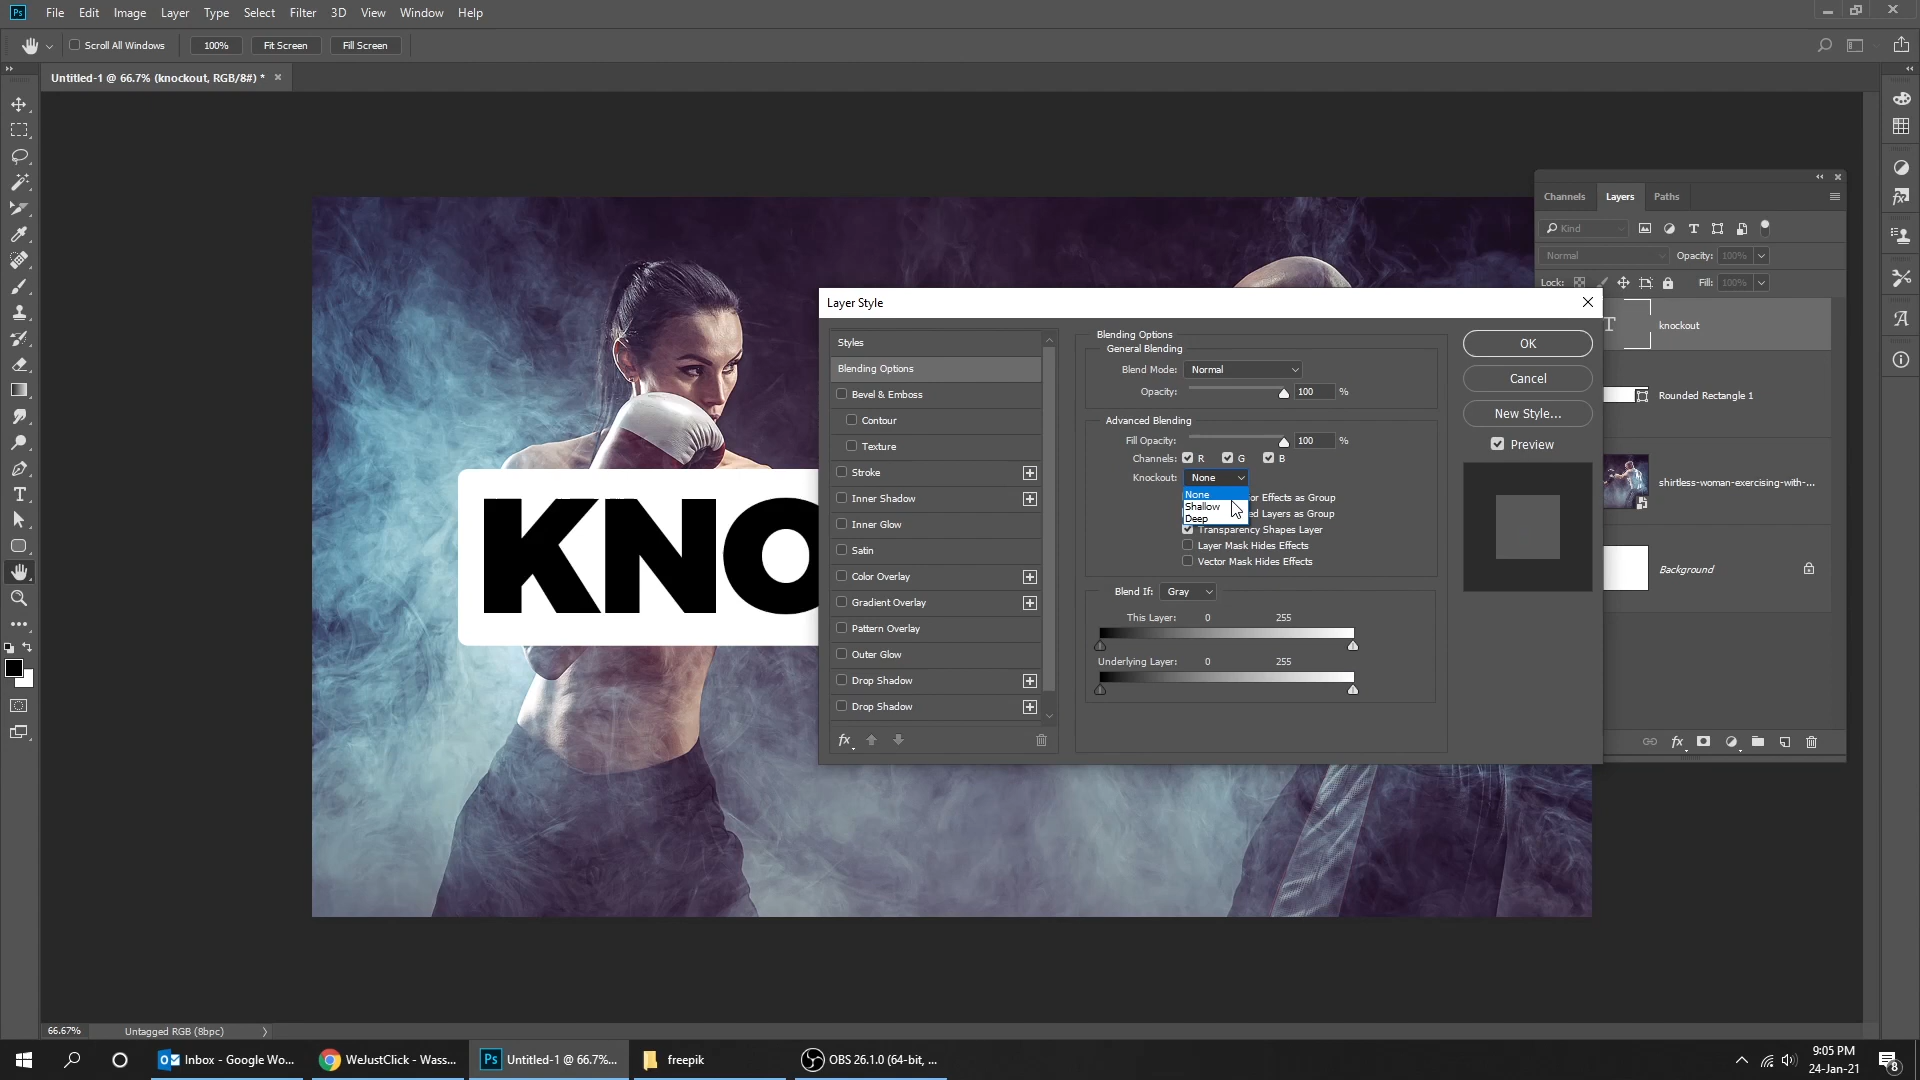 Ps File Edit Image Layer Type Select Filter 3D View Window Help
Scroll All Windows 100% Fit Screen Fill Screen
Untitled-1 @ 66.7% (knockout, RGB/8#) *
Channels Layers Paths
Kind
Normal Opacity: 100%
Lock: Fill: 100%
knockout
Rounded Rectangle 1
shirtless-woman-exercising-with-...
Background
KNO
Layer Style
Styles
Blending Options
Bevel & Emboss
Contour
Texture
Stroke
Inner Shadow
Inner Glow
Satin
Color Overlay
Gradient Overlay
Pattern Overlay
Outer Glow
Drop Shadow
Drop Shadow
fx
Blending Options
General Blending
Blend Mode: Normal
Opacity: 100 %
Advanced Blending
Fill Opacity: 100 %
Channels: R G B
Knockout: None
None
Shallow
Deep
or Effects as Group
ed Layers as Group
Transparency Shapes Layer
Layer Mask Hides Effects
Vector Mask Hides Effects
Blend If: Gray
This Layer: 0 255
Underlying Layer: 0 255
OK
Cancel
New Style...
Preview
fx
66.67% Untagged RGB (8bpc)
Inbox - Google Wo...
WeJustClick - Wass...
Ps Untitled-1 @ 66.7%...
freepik
OBS 26.1.0 (64-bit, ...
9:05 PM
24-Jan-21
8